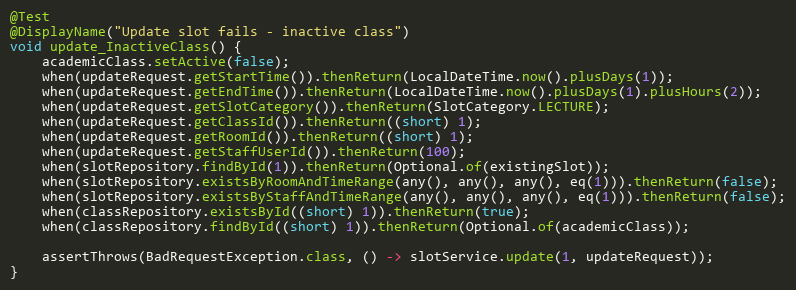 @Test
@DisplayName("Update slot fails - inactive class")
void update_InactiveClass() {
    academicClass.setActive(false);
    when(updateRequest.getStartTime()).thenReturn(LocalDateTime.now().plusDays(1));
    when(updateRequest.getEndTime()).thenReturn(LocalDateTime.now().plusDays(1).plusHours(2));
    when(updateRequest.getSlotCategory()).thenReturn(SlotCategory.LECTURE);
    when(updateRequest.getClassId()).thenReturn((short) 1);
    when(updateRequest.getRoomId()).thenReturn((short) 1);
    when(updateRequest.getStaffUserId()).thenReturn(100);
    when(slotRepository.findById(1)).thenReturn(Optional.of(existingSlot));
    when(slotRepository.existsByRoomAndTimeRange(any(), any(), any(), eq(1))).thenReturn(false);
    when(slotRepository.existsByStaffAndTimeRange(any(), any(), any(), eq(1))).thenReturn(false);
    when(classRepository.existsById((short) 1)).thenReturn(true);
    when(classRepository.findById((short) 1)).thenReturn(Optional.of(academicClass));

    assertThrows(BadRequestException.class, () -> slotService.update(1, updateRequest));
}